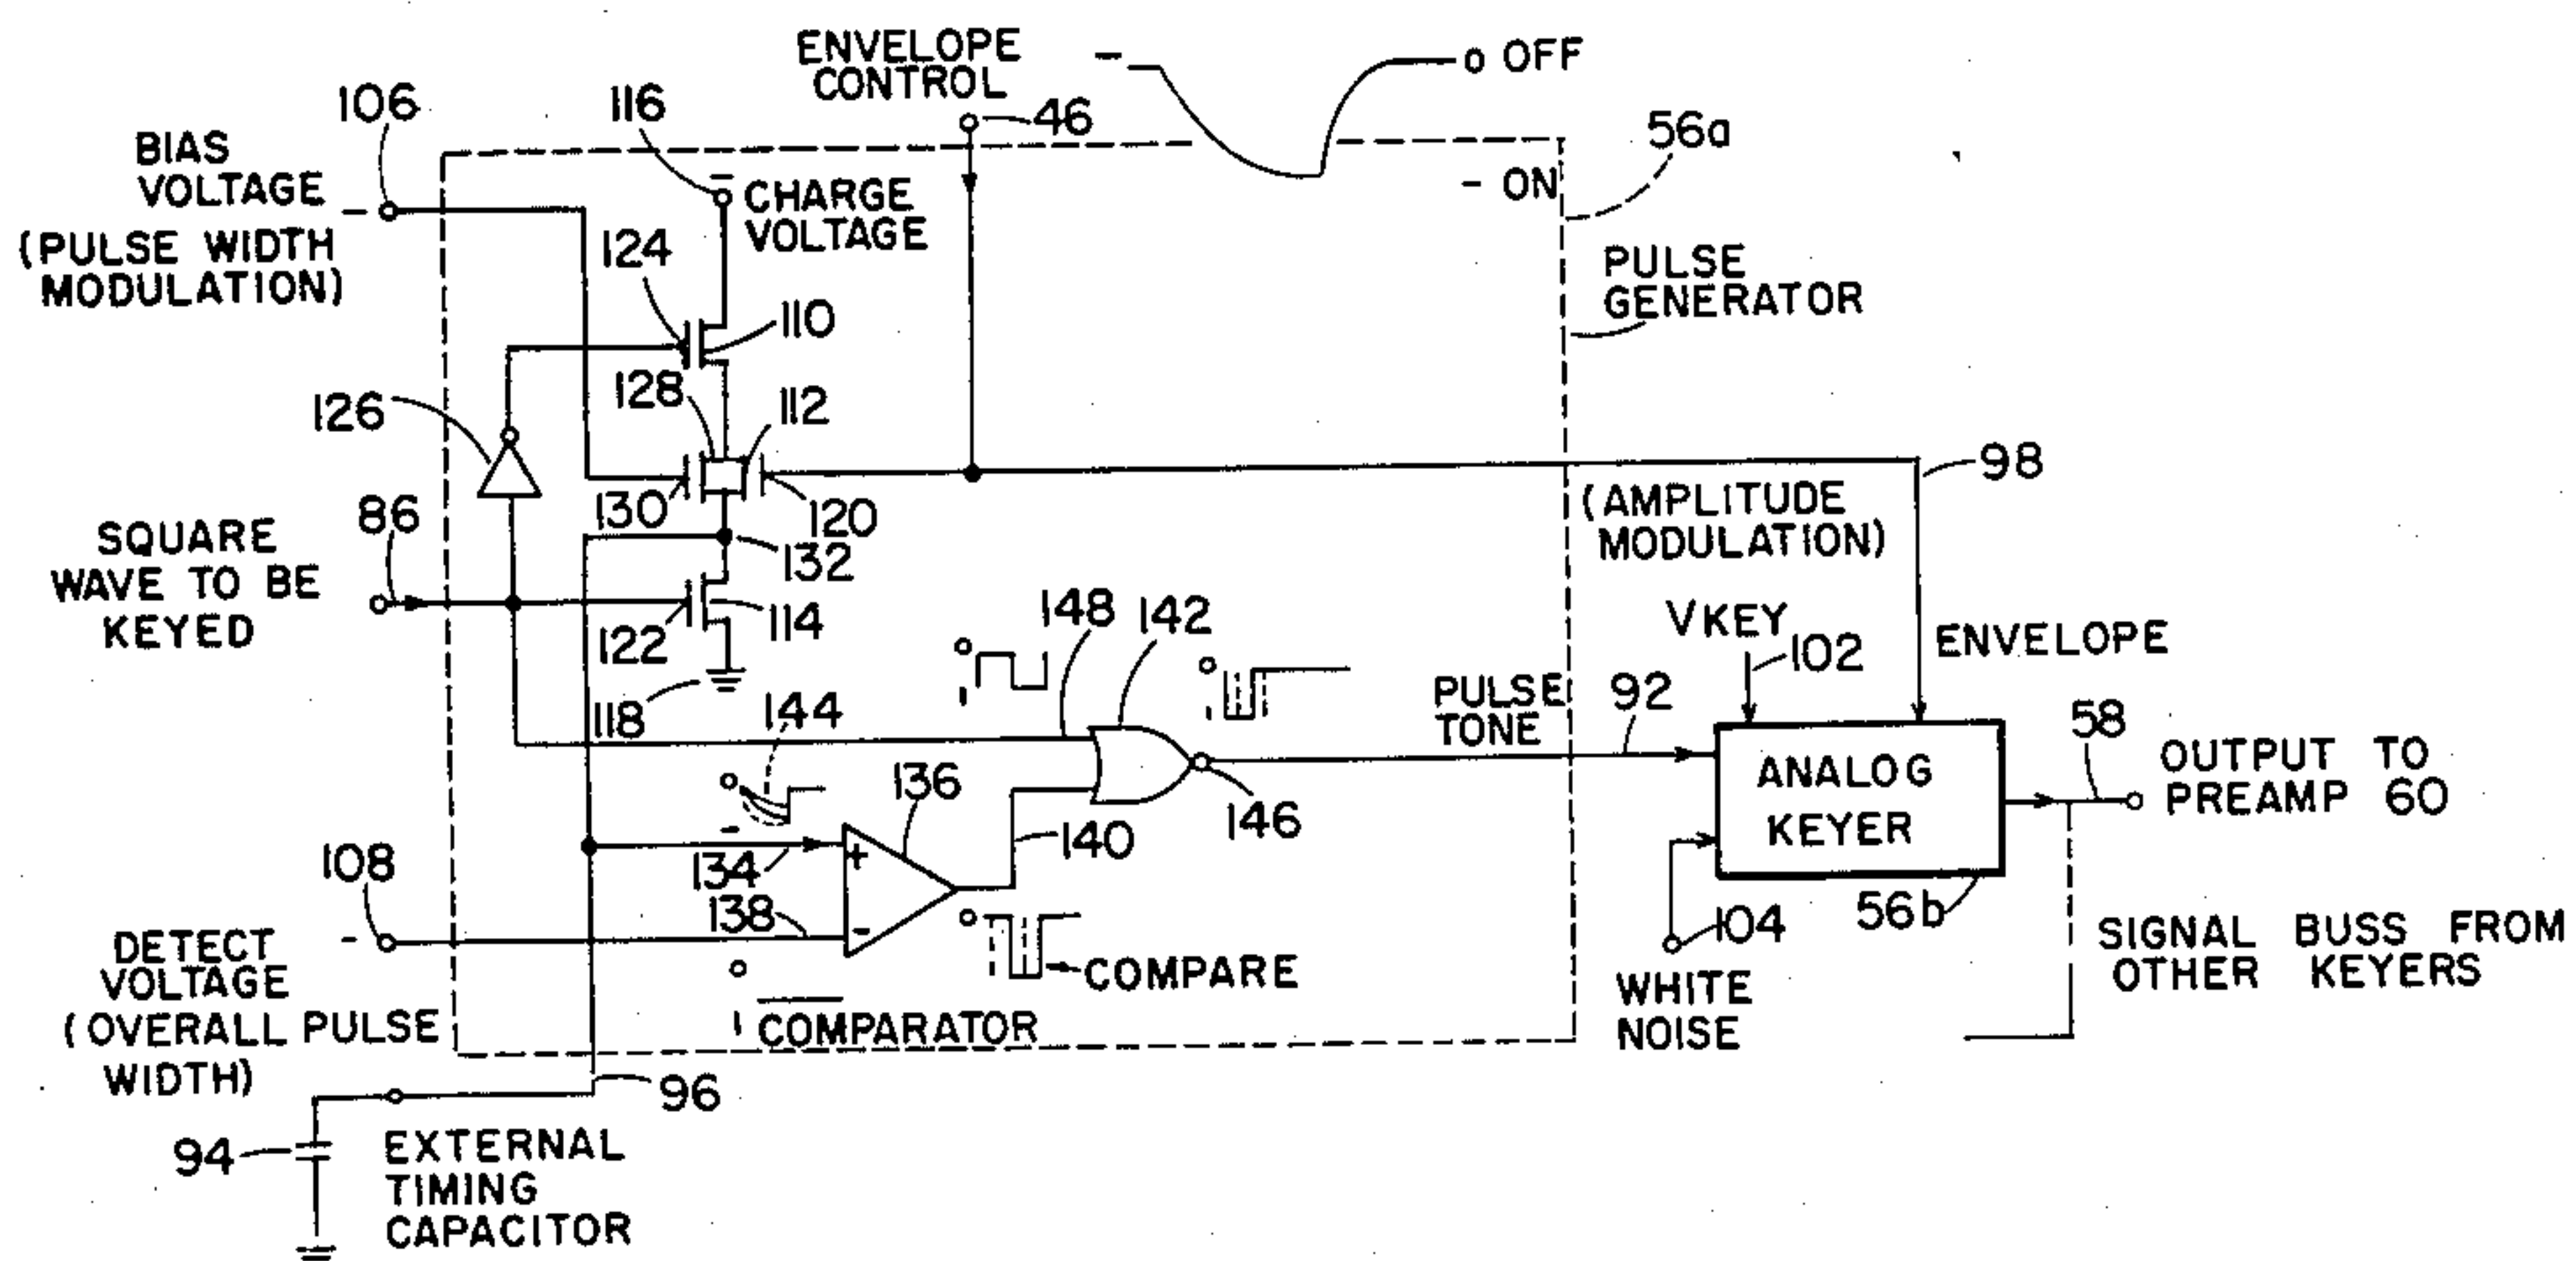 ENVELOPE
CONTROL
46
- o OFF
- ON
56a
106
BIAS
VOLTAGE -
(PULSE WIDTH
MODULATION)
116
-
CHARGE
VOLTAGE
124
110
128
112
126
130
120
132
PULSE
GENERATOR
98
(AMPLITUDE
MODULATION)
86
SQUARE
WAVE TO BE
KEYED
122
114
118
148
142
144
136
146
140
134
138
+
-
PULSE
TONE
92
VKEY
102
ENVELOPE
ANALOG
KEYER
56b
58
OUTPUT TO
PREAMP 60
104
WHITE
NOISE
SIGNAL BUSS FROM
OTHER KEYERS
108
-
DETECT
VOLTAGE
(OVERALL PULSE
WIDTH)
COMPARE
COMPARATOR
96
94
EXTERNAL
TIMING
CAPACITOR